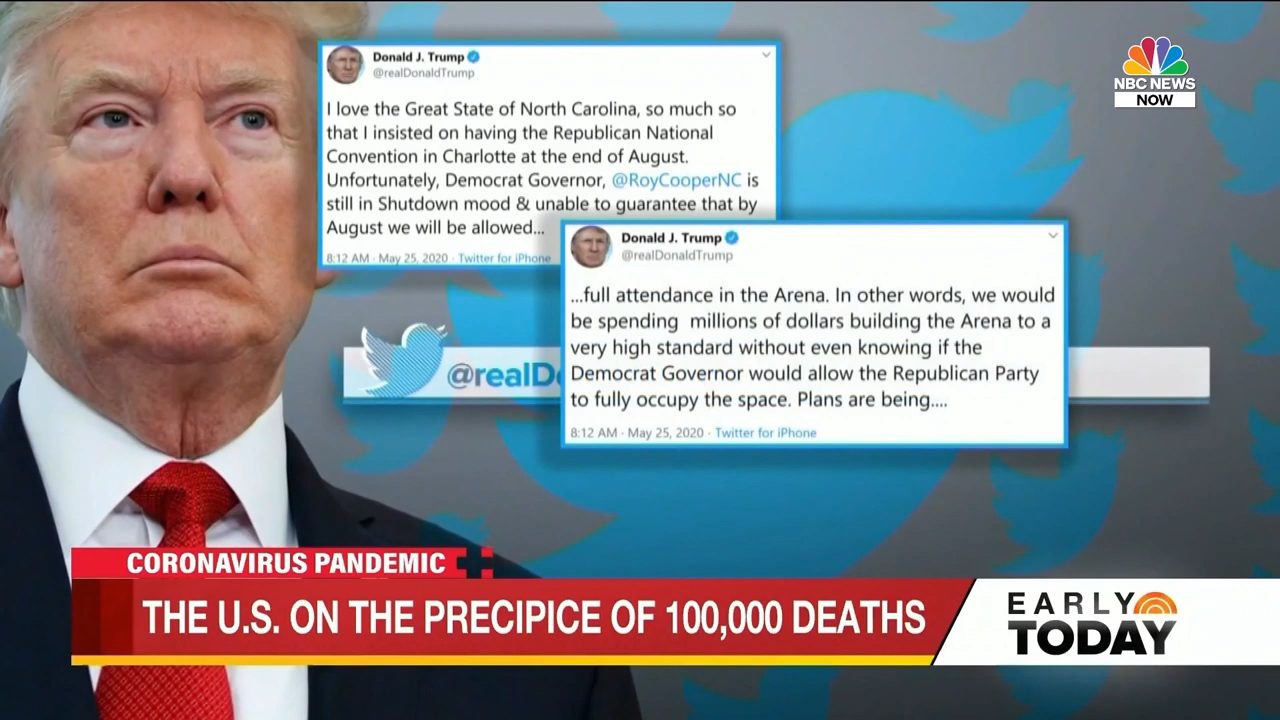 NBC NEWS
NOW
Donald J. Trump
@realDonaldTrump
I love the Great State of North Carolina, so much so
that I insisted on having the Republican National
Convention in Charlotte at the end of August.
Unfortunately, Democrat Governor, @RoyCooperNC is
still in Shutdown mood & unable to guarantee that by
August we will be allowed...
8:12 AM · May 25, 2020 · Twitter for iPhone
Donald J. Trump
@realDonaldTrump
...full attendance in the Arena. In other words, we would
be spending  millions of dollars building the Arena to a
very high standard without even knowing if the
Democrat Governor would allow the Republican Party
to fully occupy the space. Plans are being....
8:12 AM · May 25, 2020 · Twitter for iPhone
@realD
CORONAVIRUS PANDEMIC
THE U.S. ON THE PRECIPICE OF 100,000 DEATHS
EARLY
TODAY